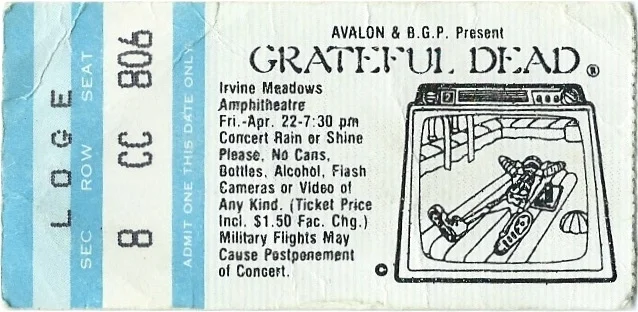 LOGE
SEC ROW SEAT
8 CC 806
ADMIT ONE THIS DATE ONLY
AVALON & B.G.P. Present
GRATEFUL DEAD®
Irvine Meadows
Amphitheatre
Fri.-Apr. 22-7:30 pm
Concert Rain or Shine
Please, No Cans,
Bottles, Alcohol, Flash
Cameras or Video of
Any Kind. (Ticket Price
Incl. $1.50 Fac. Chg.)
Military Flights May
Cause Postponement
of Concert.
©